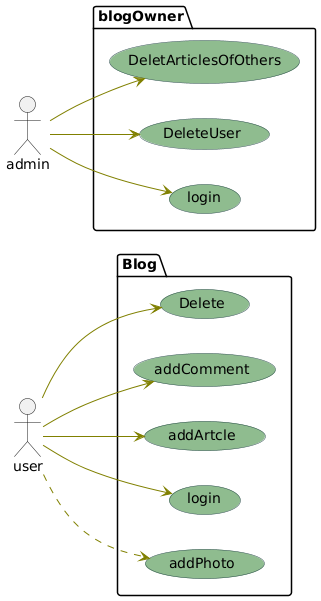 blogOwner
DeletArticlesOfOthers
DeleteUser
admin
login
Blog
Delete
addComment
addArtcle
user
login
addPhoto